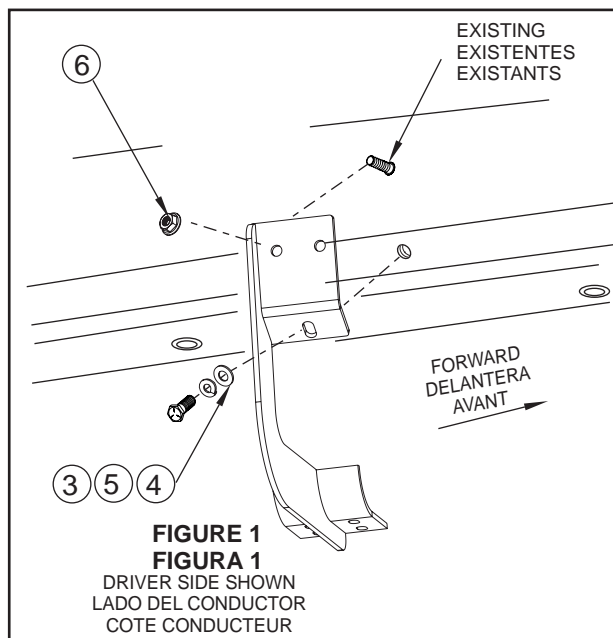 6
EXISTING
EXISTENTES
EXISTANTS
FORWARD
DELANTERA
AVANT
3 5 4
FIGURE 1
FIGURA 1
DRIVER SIDE SHOWN
LADO DEL CONDUCTOR
COTE CONDUCTEUR